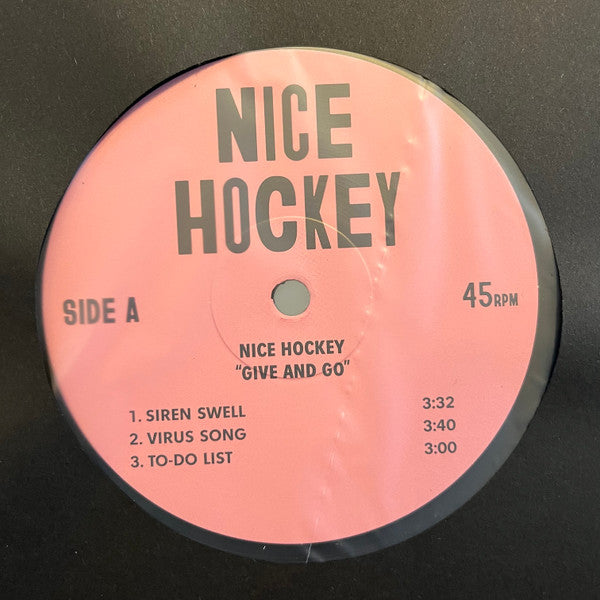 NICE
HOCKEY
SIDE A
45RPM
NICE HOCKEY
"GIVE AND GO"
1. SIREN SWELL 3:32
2. VIRUS SONG 3:40
3. TO-DO LIST 3:00